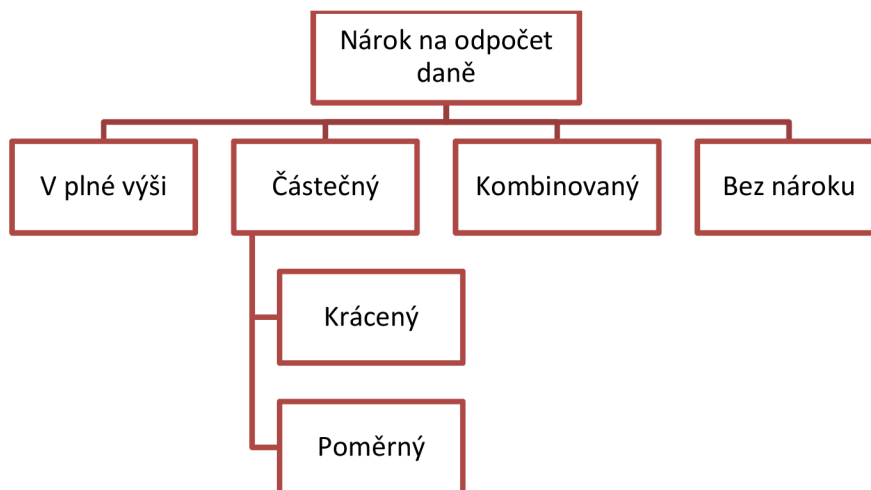 Nárok na odpočet
daně
V plné výši
Částečný
Kombinovaný
Bez nároku
Krácený
Poměrný